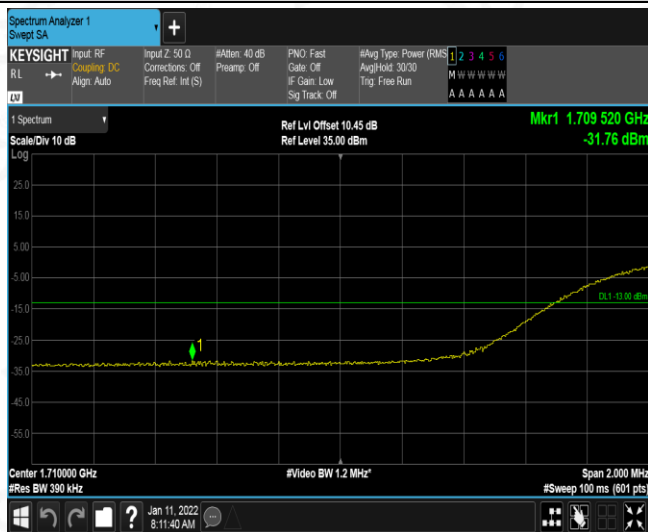 Spectrum Analyzer 1
Swept SA
+
KEYSIGHT
RL
LXI
Input: RF
Coupling: DC
Align: Auto
Input Z: 50 Ω
Corrections: Off
Freq Ref: Int (S)
#Atten: 40 dB
Preamp: Off
PNO: Fast
Gate: Off
IF Gain: Low
Sig Track: Off
#Avg Type: Power (RMS
Avg|Hold: 30/30
Trig: Free Run
1 2 3 4 5 6
M W W W W W
A A A A A A
1 Spectrum
Scale/Div 10 dB
Ref Lvl Offset 10.45 dB
Ref Level 35.00 dBm
Mkr1 1.709 520 GHz
-31.76 dBm
Log
25.0
15.0
5.00
-5.00
-15.0
-25.0
-35.0
-45.0
-55.0
DL1 -13.00 dBm
1
Center 1.710000 GHz
#Res BW 390 kHz
#Video BW 1.2 MHz*
Span 2.000 MHz
#Sweep 100 ms (601 pts)
?
Jan 11, 2022
8:11:40 AM